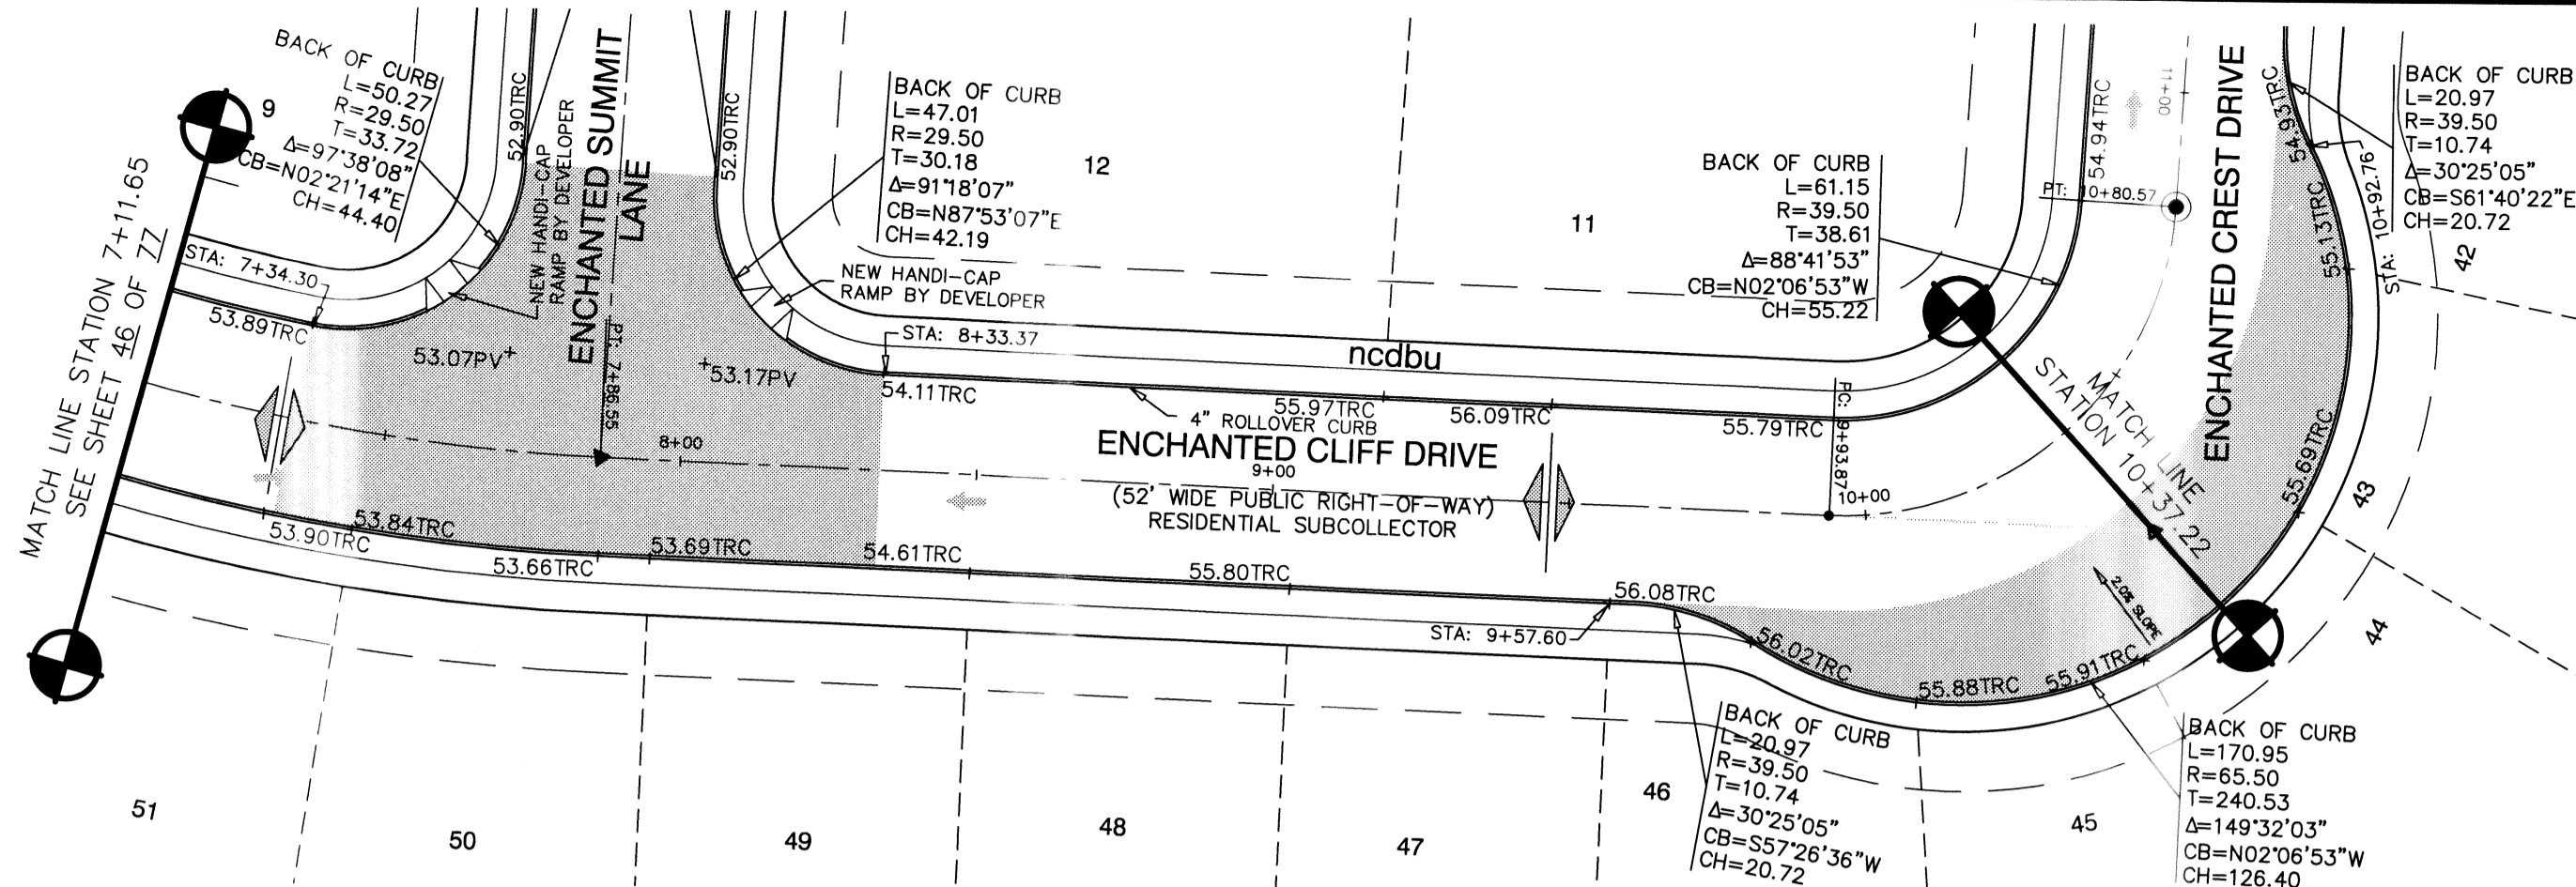 BACK OF CURB
L=50.27
R=29.50
T=33.72
Δ=97°38'08"
CB=N02°21'14"E
CH=44.40
9
MATCH LINE STATION 7+11.65
SEE SHEET 46 OF 77
STA: 7+34.30
53.89TRC
52.90TRC
NEW HANDI-CAP
RAMP BY DEVELOPER
ENCHANTED SUMMIT
LANE
52.90TRC
BACK OF CURB
L=47.01
R=29.50
T=30.18
Δ=91°18'07"
CB=N87°53'07"E
CH=42.19
12
NEW HANDI-CAP
RAMP BY DEVELOPER
STA: 8+33.37
53.07PV
53.17PV
PT: 7+86.55
8+00
54.11TRC
4" ROLLOVER CURB
55.97TRC
56.09TRC
55.79TRC
ncdbu
11
ENCHANTED CLIFF DRIVE
9+00
(52' WIDE PUBLIC RIGHT-OF-WAY)
RESIDENTIAL SUBCOLLECTOR
PC: 9+93.87
10+00
BACK OF CURB
L=61.15
R=39.50
T=38.61
Δ=88°41'53"
CB=N02°06'53"W
CH=55.22
54.94TRC
11+00
PT: 10+80.57
ENCHANTED CREST DRIVE
MATCH LINE
STATION 10+37.22
54.93TRC
55.13TRC
STA: 10+92.76
BACK OF CURB
L=20.97
R=39.50
T=10.74
Δ=30°25'05"
CB=S61°40'22"E
CH=20.72
42
55.69TRC
43
44
2.0% SLOPE
53.90TRC
53.84TRC
53.66TRC
53.69TRC
54.61TRC
55.80TRC
56.08TRC
STA: 9+57.60
56.02TRC
55.88TRC
55.91TRC
BACK OF CURB
L=20.97
R=39.50
T=10.74
Δ=30°25'05"
CB=S57°26'36"W
CH=20.72
BACK OF CURB
L=170.95
R=65.50
T=240.53
Δ=149°32'03"
CB=N02°06'53"W
CH=126.40
51
50
49
48
47
46
45